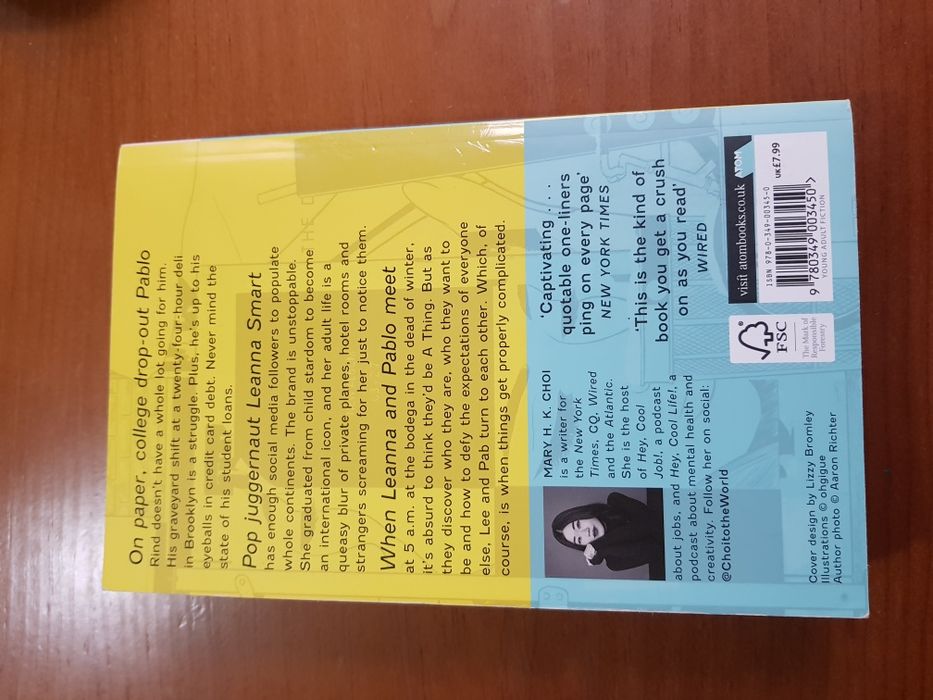 On paper, college drop-out Pablo
Rind doesn't have a whole lot going for him.
His graveyard shift at a twenty-four-hour deli
in Brooklyn is a struggle. Plus, he's up to his
eyeballs in credit card debt. Never mind the
state of his student loans.
Pop juggernaut Leanna Smart
has enough social media followers to populate
whole continents. The brand is unstoppable.
She graduated from child stardom to become
an international icon, and her adult life is a
queasy blur of private planes, hotel rooms and
strangers screaming for her just to notice them.
When Leanna and Pablo meet
at 5 a.m. at the bodega in the dead of winter,
it's absurd to think they'd be A Thing. But as
they discover who they are, who they want to
be and how to defy the expectations of everyone
else, Lee and Pab turn to each other. Which, of
course, is when things get properly complicated.
MARY H. K. CHOI
is a writer for
the New York
Times, GQ, Wired
and the Atlantic.
She is the host
of Hey, Cool
Job!, a podcast
about jobs, and Hey, Cool Life!, a
podcast about mental health and
creativity. Follow her on social:
@ChoitotheWorld
'Captivating . . .
quotable one-liners
ping on every page'
NEW YORK TIMES
'This is the kind of
book you get a crush
on as you read'
WIRED
Cover design by Lizzy Bromley
Illustrations © ohgigue
Author photo © Aaron Richter
FSC
The Mark of
Responsible
Forestry
visit atombooks.co.uk ATOM
ISBN 978-0-349-00345-0
UK £7.99
9 780349 003450 >
YOUNG ADULT FICTION